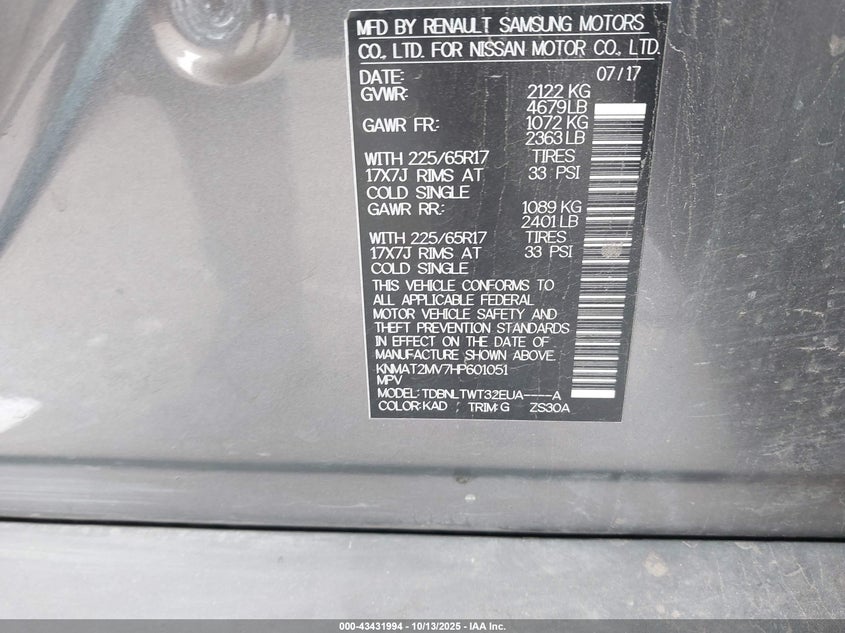 MFD BY RENAULT SAMSUNG MOTORS
CO., LTD. FOR NISSAN MOTOR CO., LTD.
DATE: 07/17
GVWR: 2122 KG
4679 LB
GAWR FR.: 1072 KG
2363 LB
WITH 225/65R17 TIRES
17X7J RIMS AT 33 PSI
COLD SINGLE
GAWR RR.: 1089 KG
2401 LB
WITH 225/65R17 TIRES
17X7J RIMS AT 33 PSI
COLD SINGLE
THIS VEHICLE CONFORMS TO
ALL APPLICABLE FEDERAL
MOTOR VEHICLE SAFETY AND
THEFT PREVENTION STANDARDS
IN EFFECT ON THE DATE OF
MANUFACTURE SHOWN ABOVE.
KNMAT2MV7HP601051
MPV
MODEL: TDBNLTWT32EUA----A
COLOR: KAD TRIM: G ZS30A
000-43431994 - 10/13/2025 - IAA Inc.